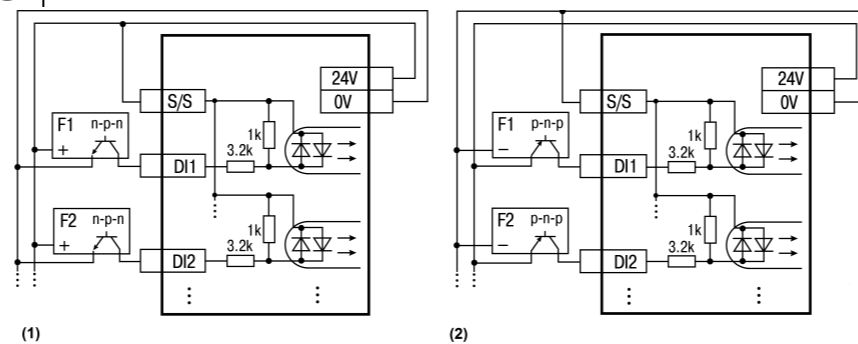 24V
0V
S/S
F1 n-p-n
+
1k
3.2k
DI1
F2 n-p-n
+
1k
3.2k
DI2
(1)
24V
0V
S/S
F1 p-n-p
−
1k
3.2k
DI1
F2 p-n-p
−
1k
3.2k
DI2
(2)